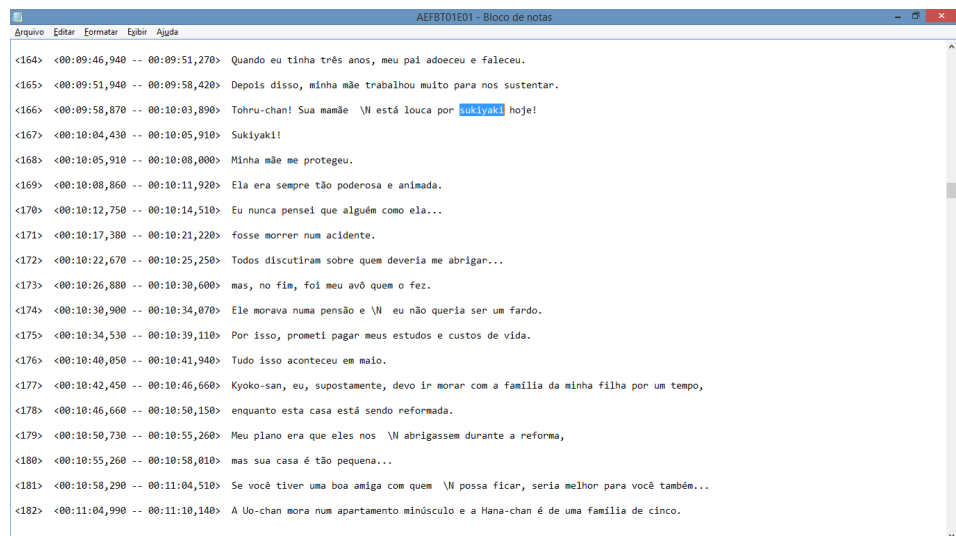 AEFBT01E01 - Bloco de notas
Arquivo Editar Formatar Exibir Ajuda
<164> <00:09:46,940 -- 00:09:51,270> Quando eu tinha três anos, meu pai adoeceu e faleceu.
<165> <00:09:51,940 -- 00:09:58,420> Depois disso, minha mãe trabalhou muito para nos sustentar.
<166> <00:09:58,870 -- 00:10:03,890> Tohru-chan! Sua mamãe \N está louca por sukiyaki hoje!
<167> <00:10:04,430 -- 00:10:05,910> Sukiyaki!
<168> <00:10:05,910 -- 00:10:08,000> Minha mãe me protegeu.
<169> <00:10:08,860 -- 00:10:11,920> Ela era sempre tão poderosa e animada.
<170> <00:10:12,750 -- 00:10:14,510> Eu nunca pensei que alguém como ela...
<171> <00:10:17,380 -- 00:10:21,220> fosse morrer num acidente.
<172> <00:10:22,670 -- 00:10:25,250> Todos discutiram sobre quem deveria me abrigar...
<173> <00:10:26,880 -- 00:10:30,600> mas, no fim, foi meu avô quem o fez.
<174> <00:10:30,900 -- 00:10:34,070> Ele morava numa pensão e \N eu não queria ser um fardo.
<175> <00:10:34,530 -- 00:10:39,110> Por isso, prometi pagar meus estudos e custos de vida.
<176> <00:10:40,050 -- 00:10:41,940> Tudo isso aconteceu em maio.
<177> <00:10:42,450 -- 00:10:46,660> Kyoko-san, eu, supostamente, devo ir morar com a família da minha filha por um tempo,
<178> <00:10:46,660 -- 00:10:50,150> enquanto esta casa está sendo reformada.
<179> <00:10:50,730 -- 00:10:55,260> Meu plano era que eles nos \N abrigassem durante a reforma,
<180> <00:10:55,260 -- 00:10:58,010> mas sua casa é tão pequena...
<181> <00:10:58,290 -- 00:11:04,510> Se você tiver uma boa amiga com quem \N possa ficar, seria melhor para você também...
<182> <00:11:04,990 -- 00:11:10,140> A Uo-chan mora num apartamento minúsculo e a Hana-chan é de uma família de cinco.